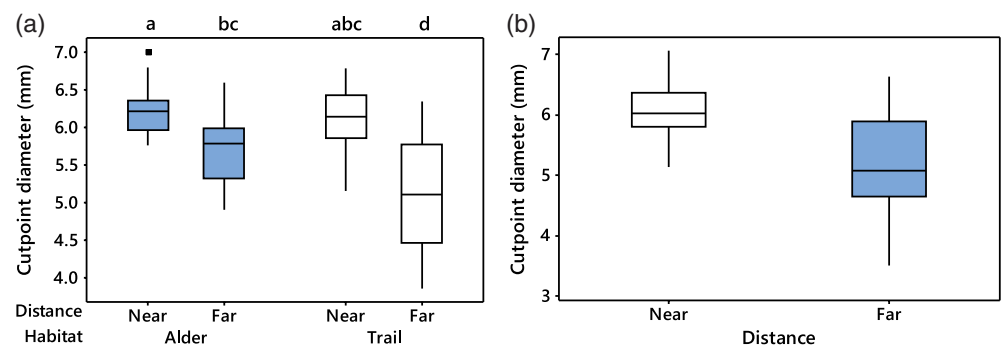 (a)
a bc abc d
Cutpoint diameter (mm)
7.0
6.5
6.0
5.5
5.0
4.5
4.0
Distance Near Far Near Far
Habitat Alder Trail
(b)
Cutpoint diameter (mm)
7
6
5
4
3
Near Far
Distance